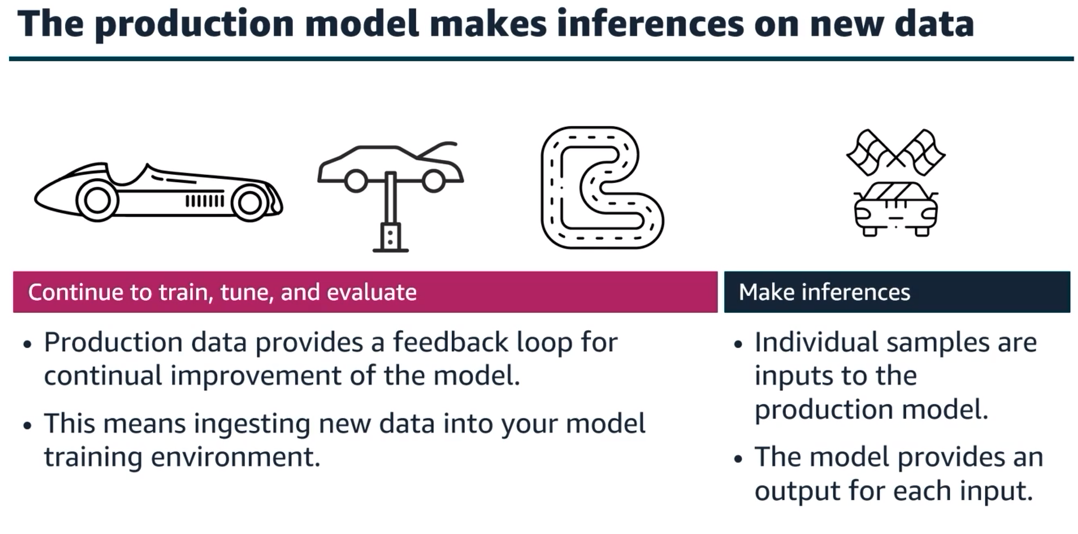 The production model makes inferences on new data
Continue to train, tune, and evaluate
• Production data provides a feedback loop for
continual improvement of the model.
• This means ingesting new data into your model
training environment.
Make inferences
• Individual samples are
inputs to the
production model.
• The model provides an
output for each input.